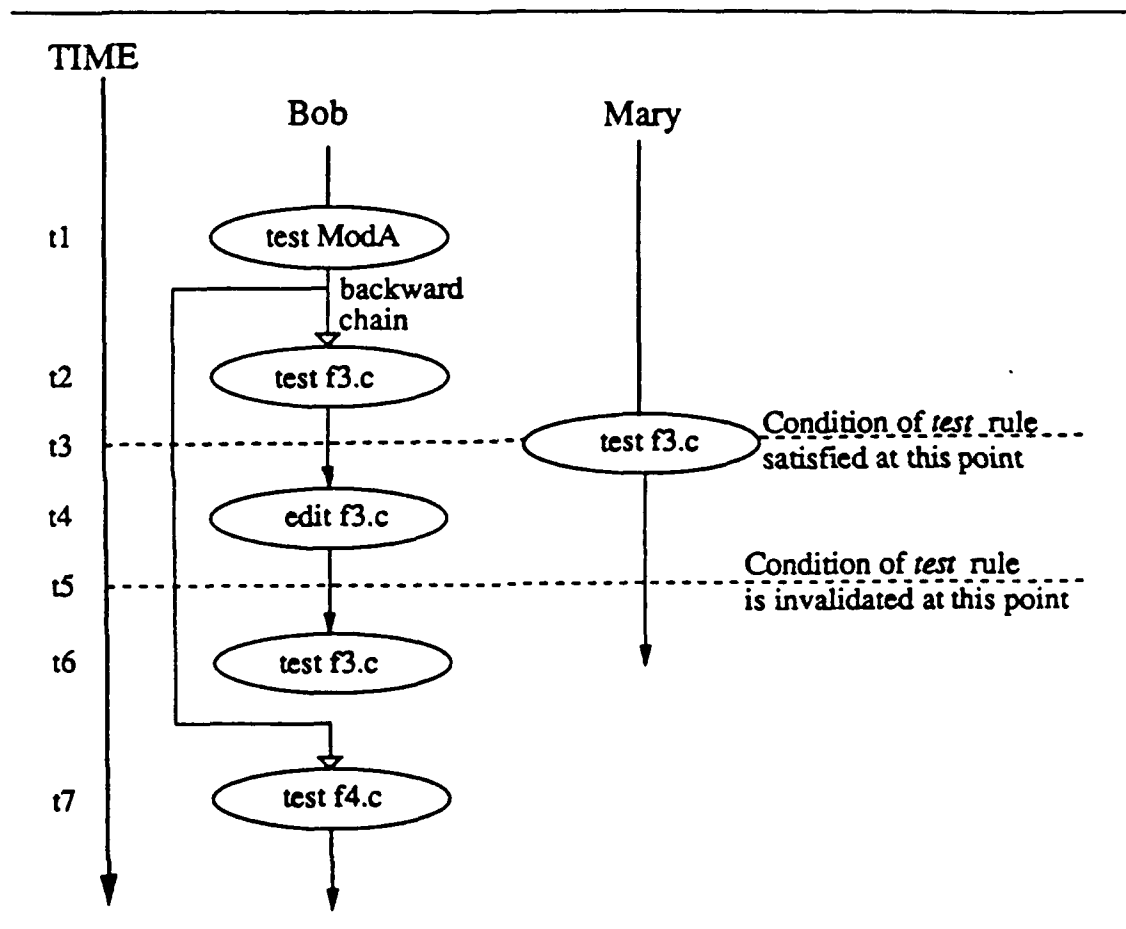 TIME
Bob
Mary
t1
test ModA
backward
chain
t2
test f3.c
t3
test f3.c
Condition of test rule
satisfied at this point
t4
edit f3.c
t5
Condition of test rule
is invalidated at this point
t6
test f3.c
t7
test f4.c